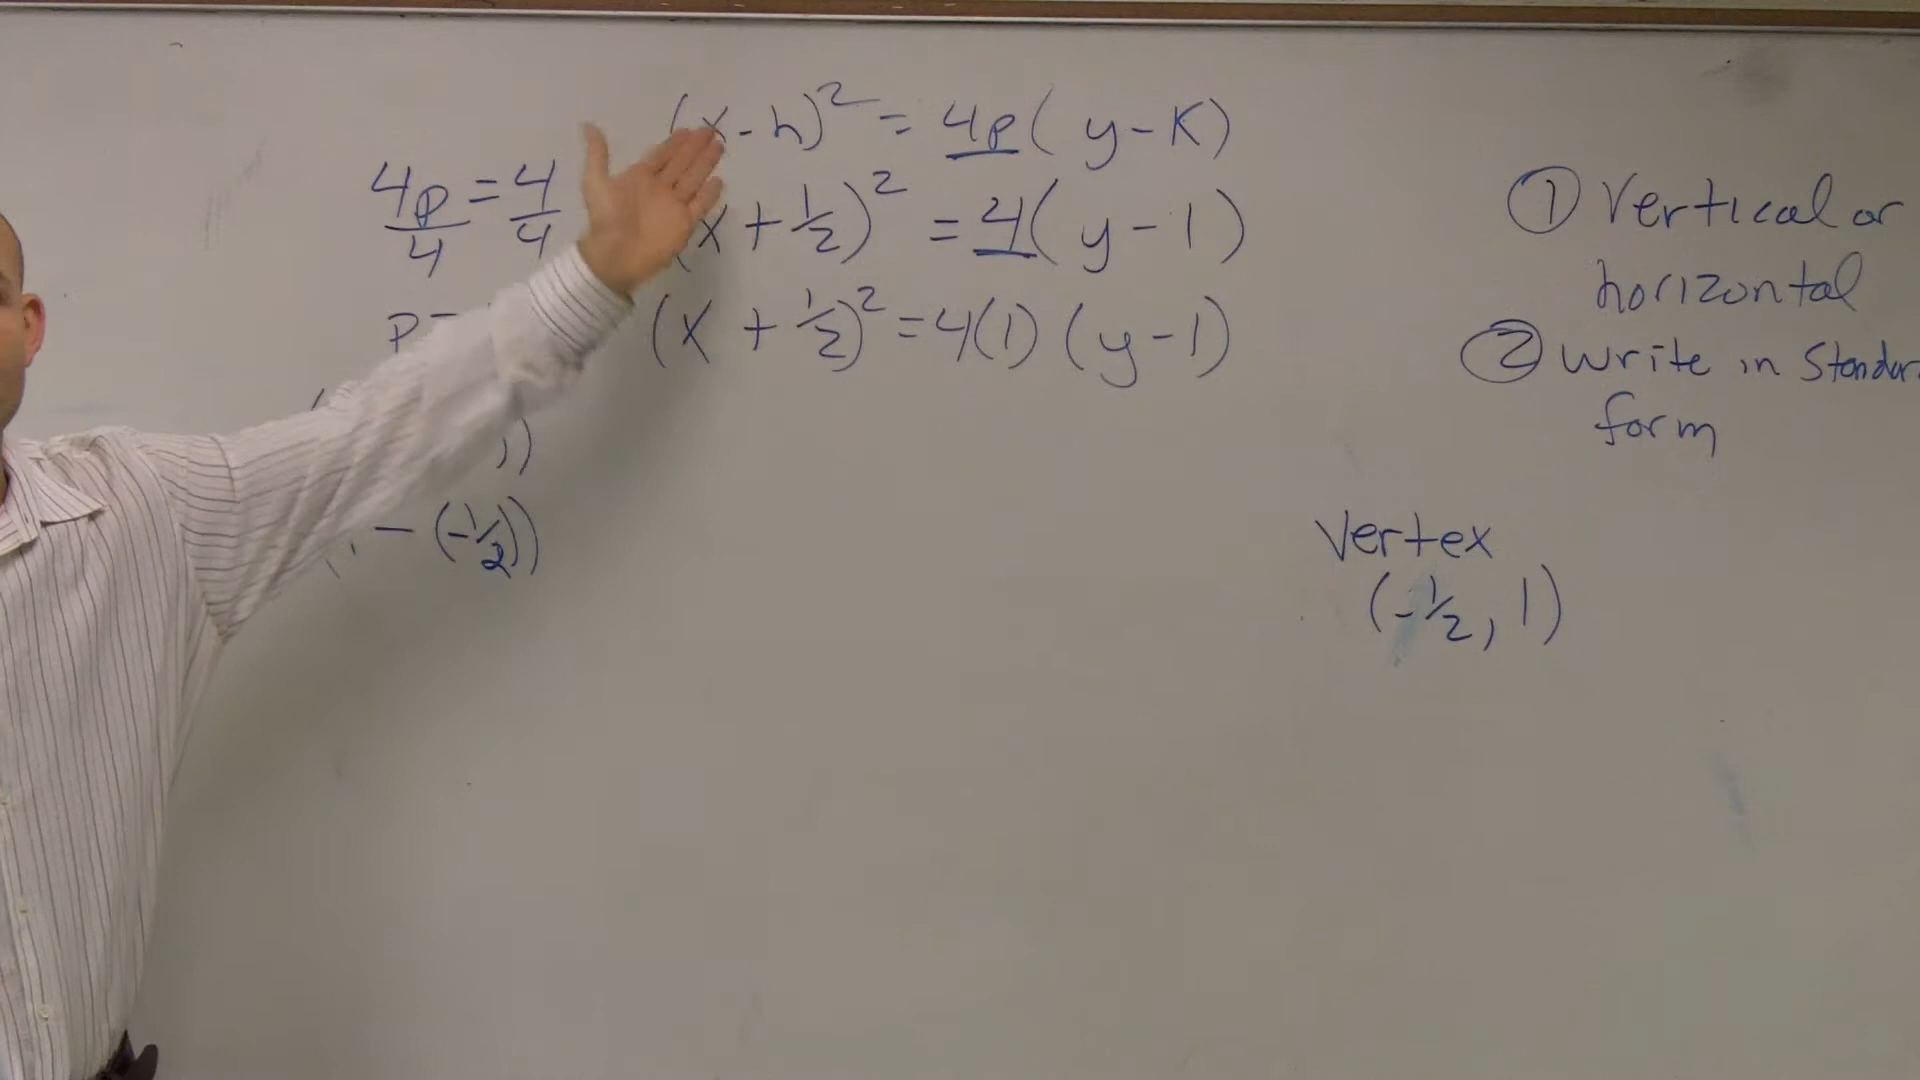 (x - h)² = 4p( y - K)
4p = 4
4 4
x + 1/2)² = 4( y - 1)
p =
(x + 1/2)² = 4(1) (y - 1)
))
- (-1/2))
① Vertical or
horizontal
② Write in Standar
form
Vertex
(-1/2, 1)